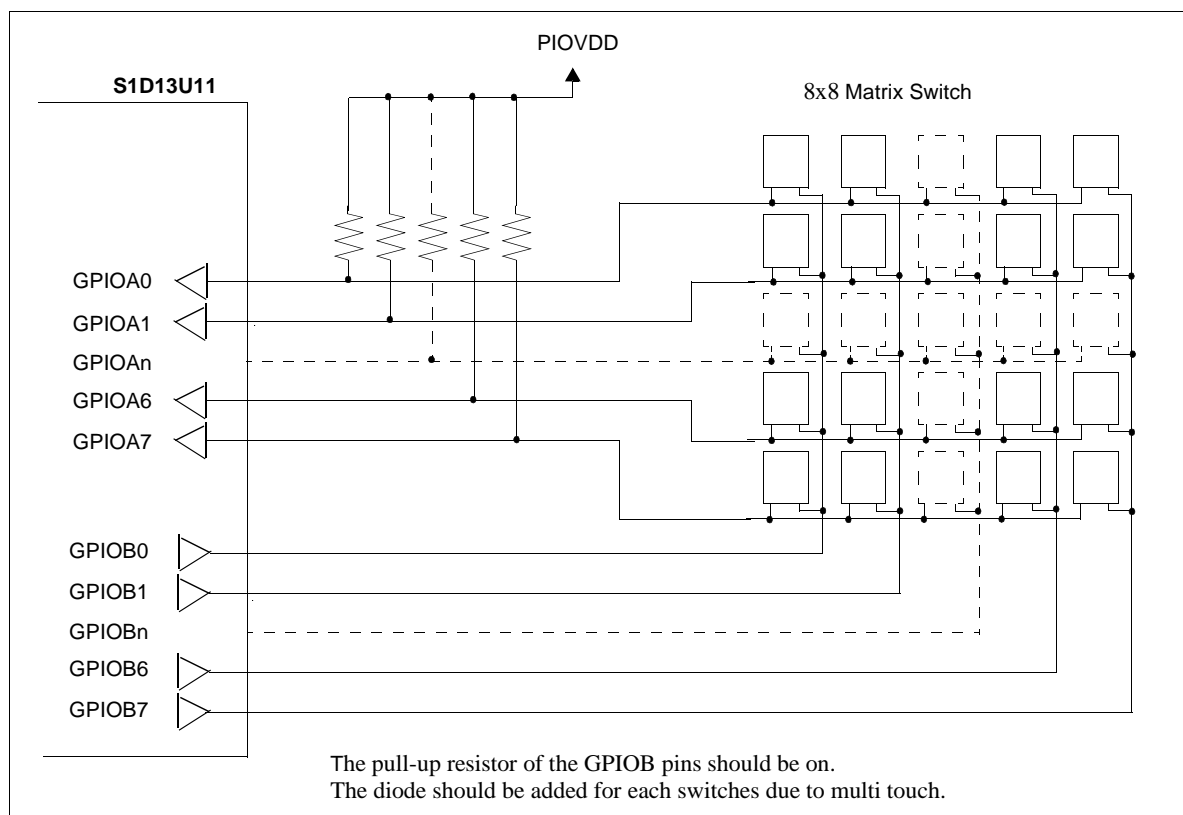 PIOVDD
S1D13U11
8x8 Matrix Switch
GPIOA0
GPIOA1
GPIOAn
GPIOA6
GPIOA7
GPIOB0
GPIOB1
GPIOBn
GPIOB6
GPIOB7
The pull-up resistor of the GPIOB pins should be on.
The diode should be added for each switches due to multi touch.